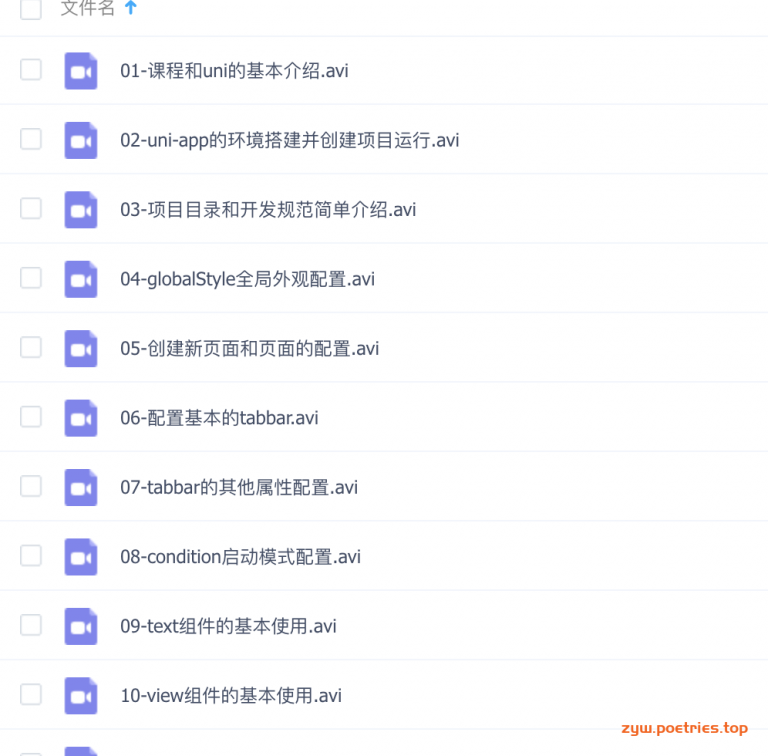 文件名
01-课程和uni的基本介绍.avi
02-uni-app的环境搭建并创建项目运行.avi
03-项目目录和开发规范简单介绍.avi
04-globalStyle全局外观配置.avi
05-创建新页面和页面的配置.avi
06-配置基本的tabbar.avi
07-tabbar的其他属性配置.avi
08-condition启动模式配置.avi
09-text组件的基本使用.avi
10-view组件的基本使用.avi
zyw.poetries.top